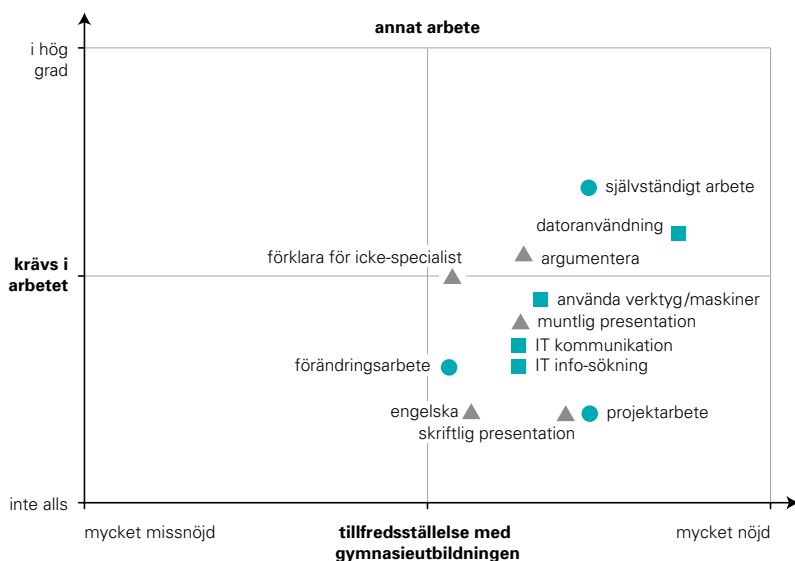 annat arbete
i hög
grad
självständigt arbete
datoranvändning
förklara för icke-specialist
argumentera
krävs i
arbetet
använda verktyg/maskiner
muntlig presentation
IT kommunikation
förändringsarbete
IT info-sökning
engelska
projektarbete
skriftlig presentation
inte alls
mycket missnöjd
tillfredsställelse med
gymnasieutbildningen
mycket nöjd